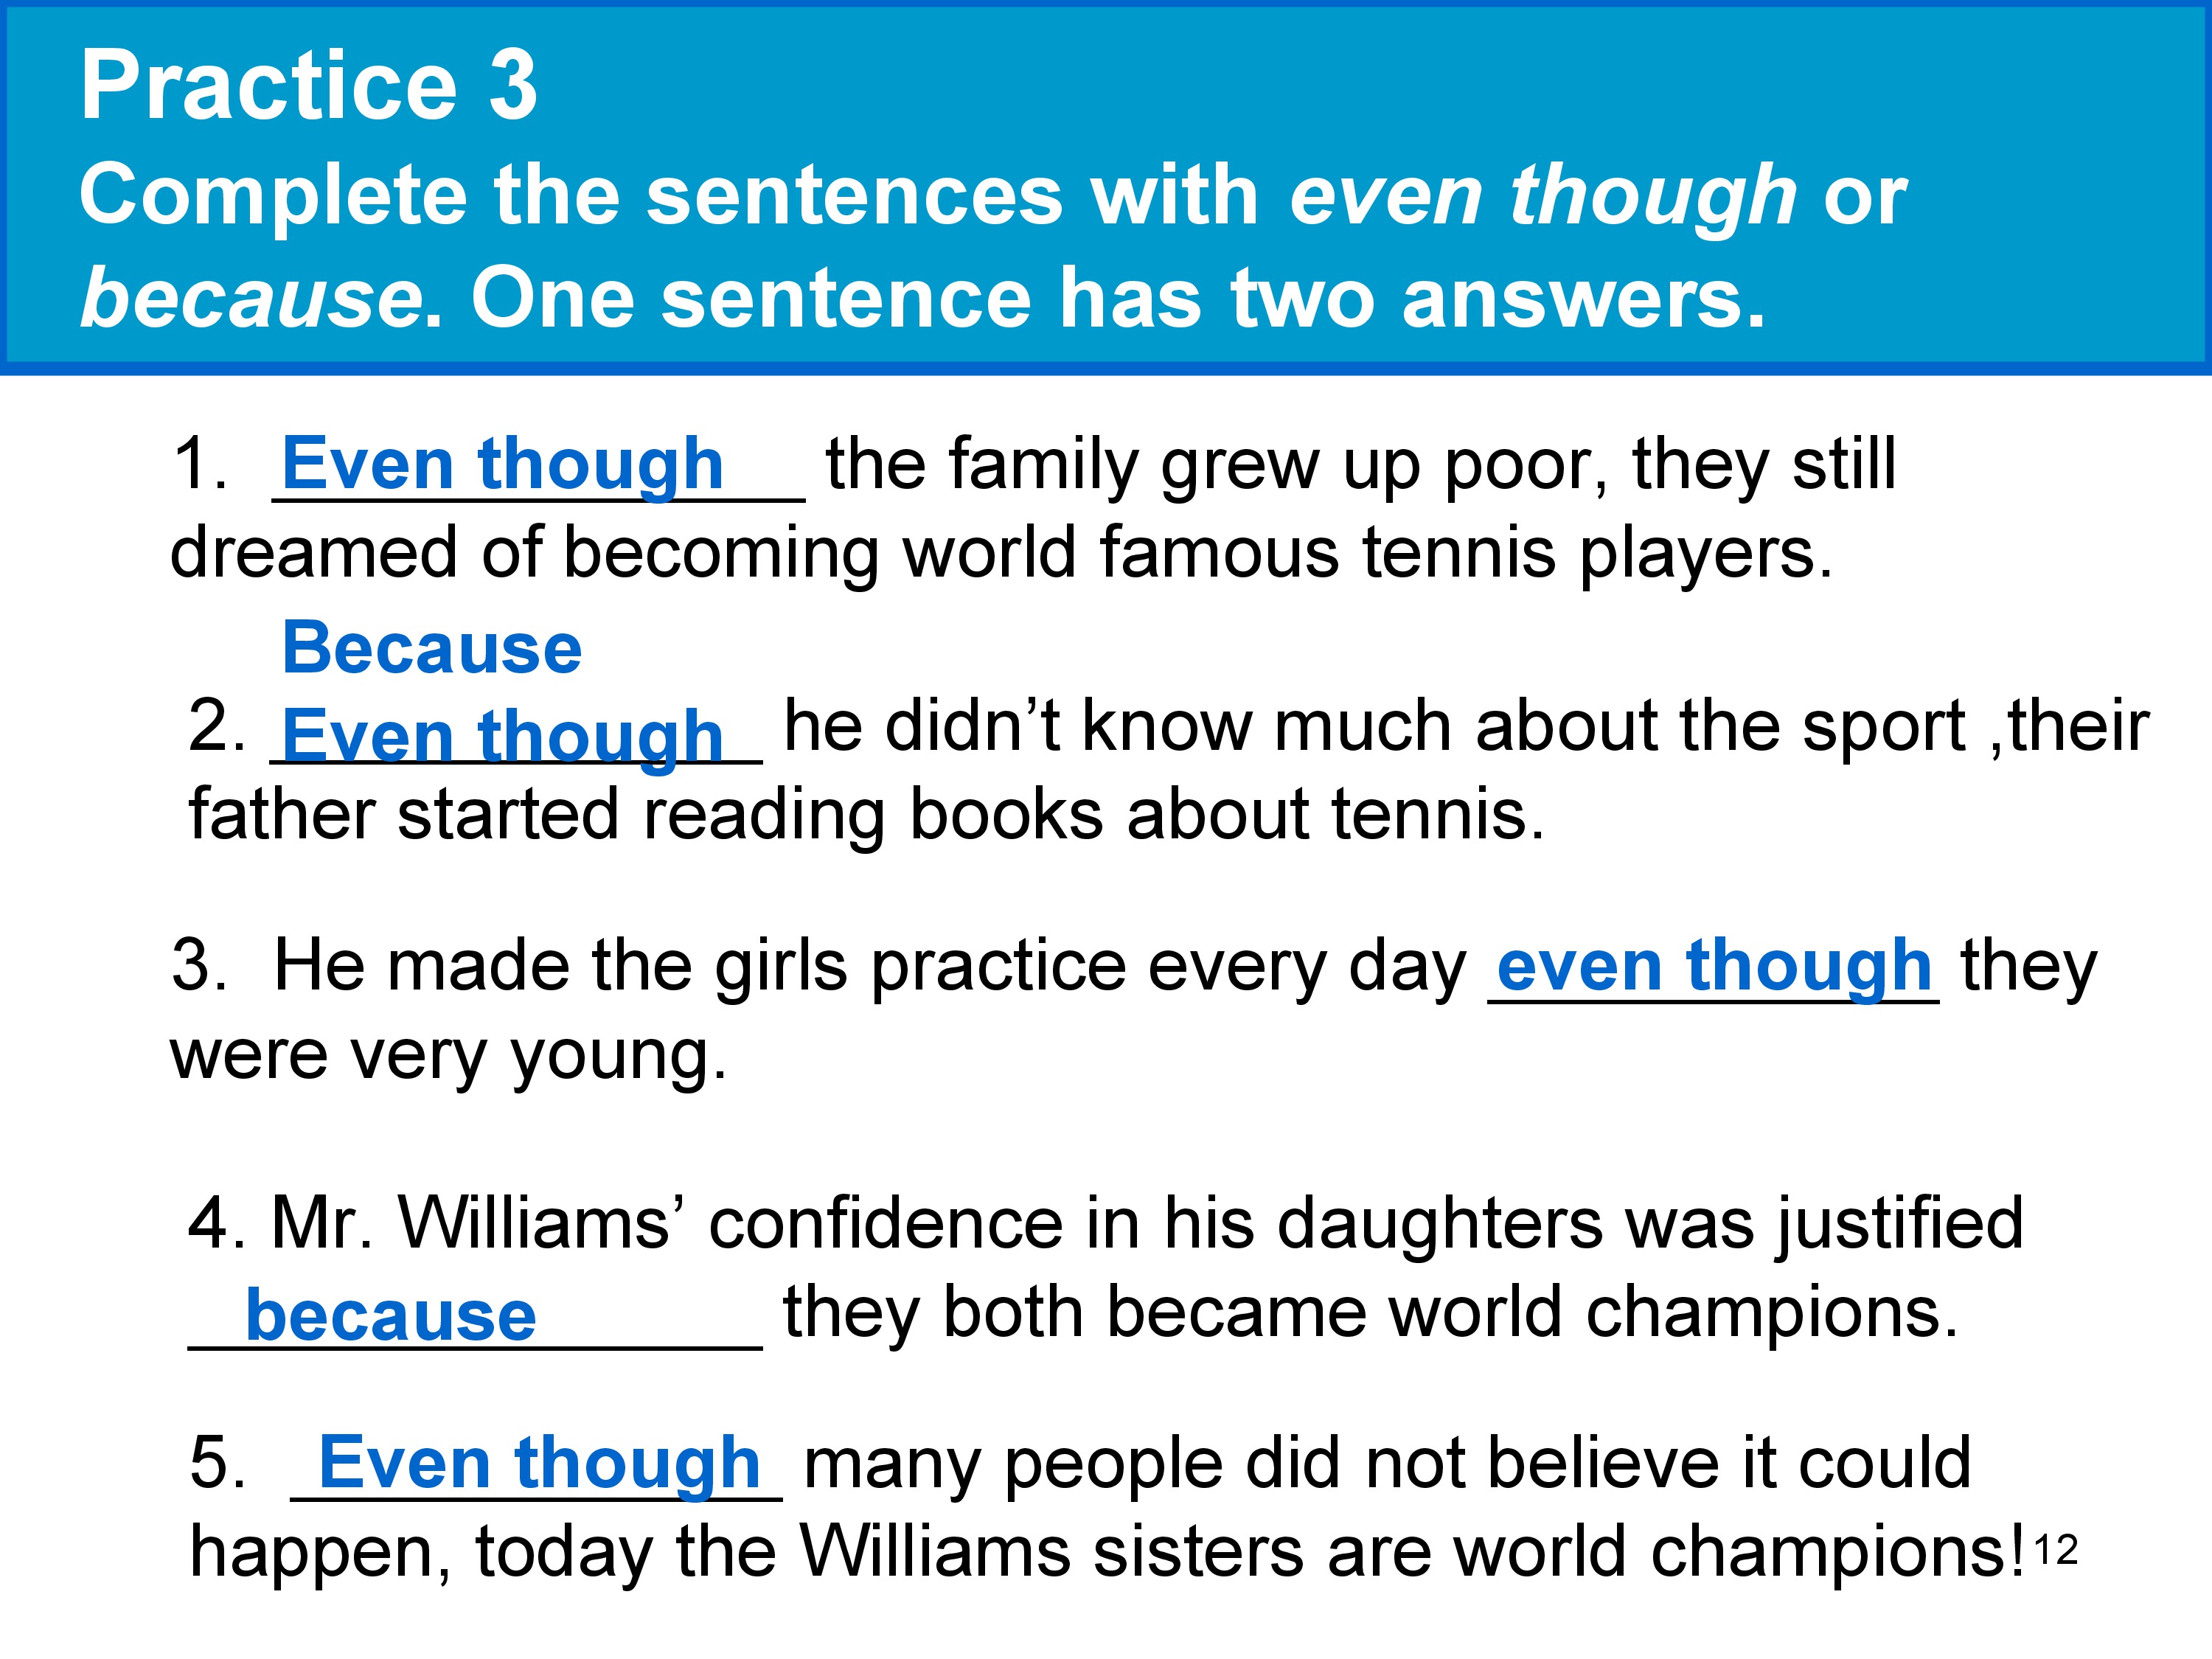 Practice 3
Complete the sentences with even though or
because. One sentence has two answers.
1. Even though the family grew up poor, they still
dreamed of becoming world famous tennis players.
Because
2. Even though he didn’t know much about the sport ,their
father started reading books about tennis.
3. He made the girls practice every day even though they
were very young.
4. Mr. Williams’ confidence in his daughters was justified
because they both became world champions.
5. Even though many people did not believe it could
happen, today the Williams sisters are world champions!12